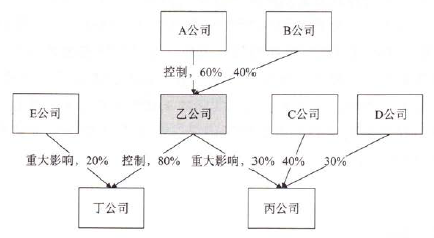 A公司 B公司
控制，60% 40%
E公司 乙公司 C公司 D公司
重大影响，20% 控制，80% 重大影响，30% 40% 30%
丁公司 丙公司